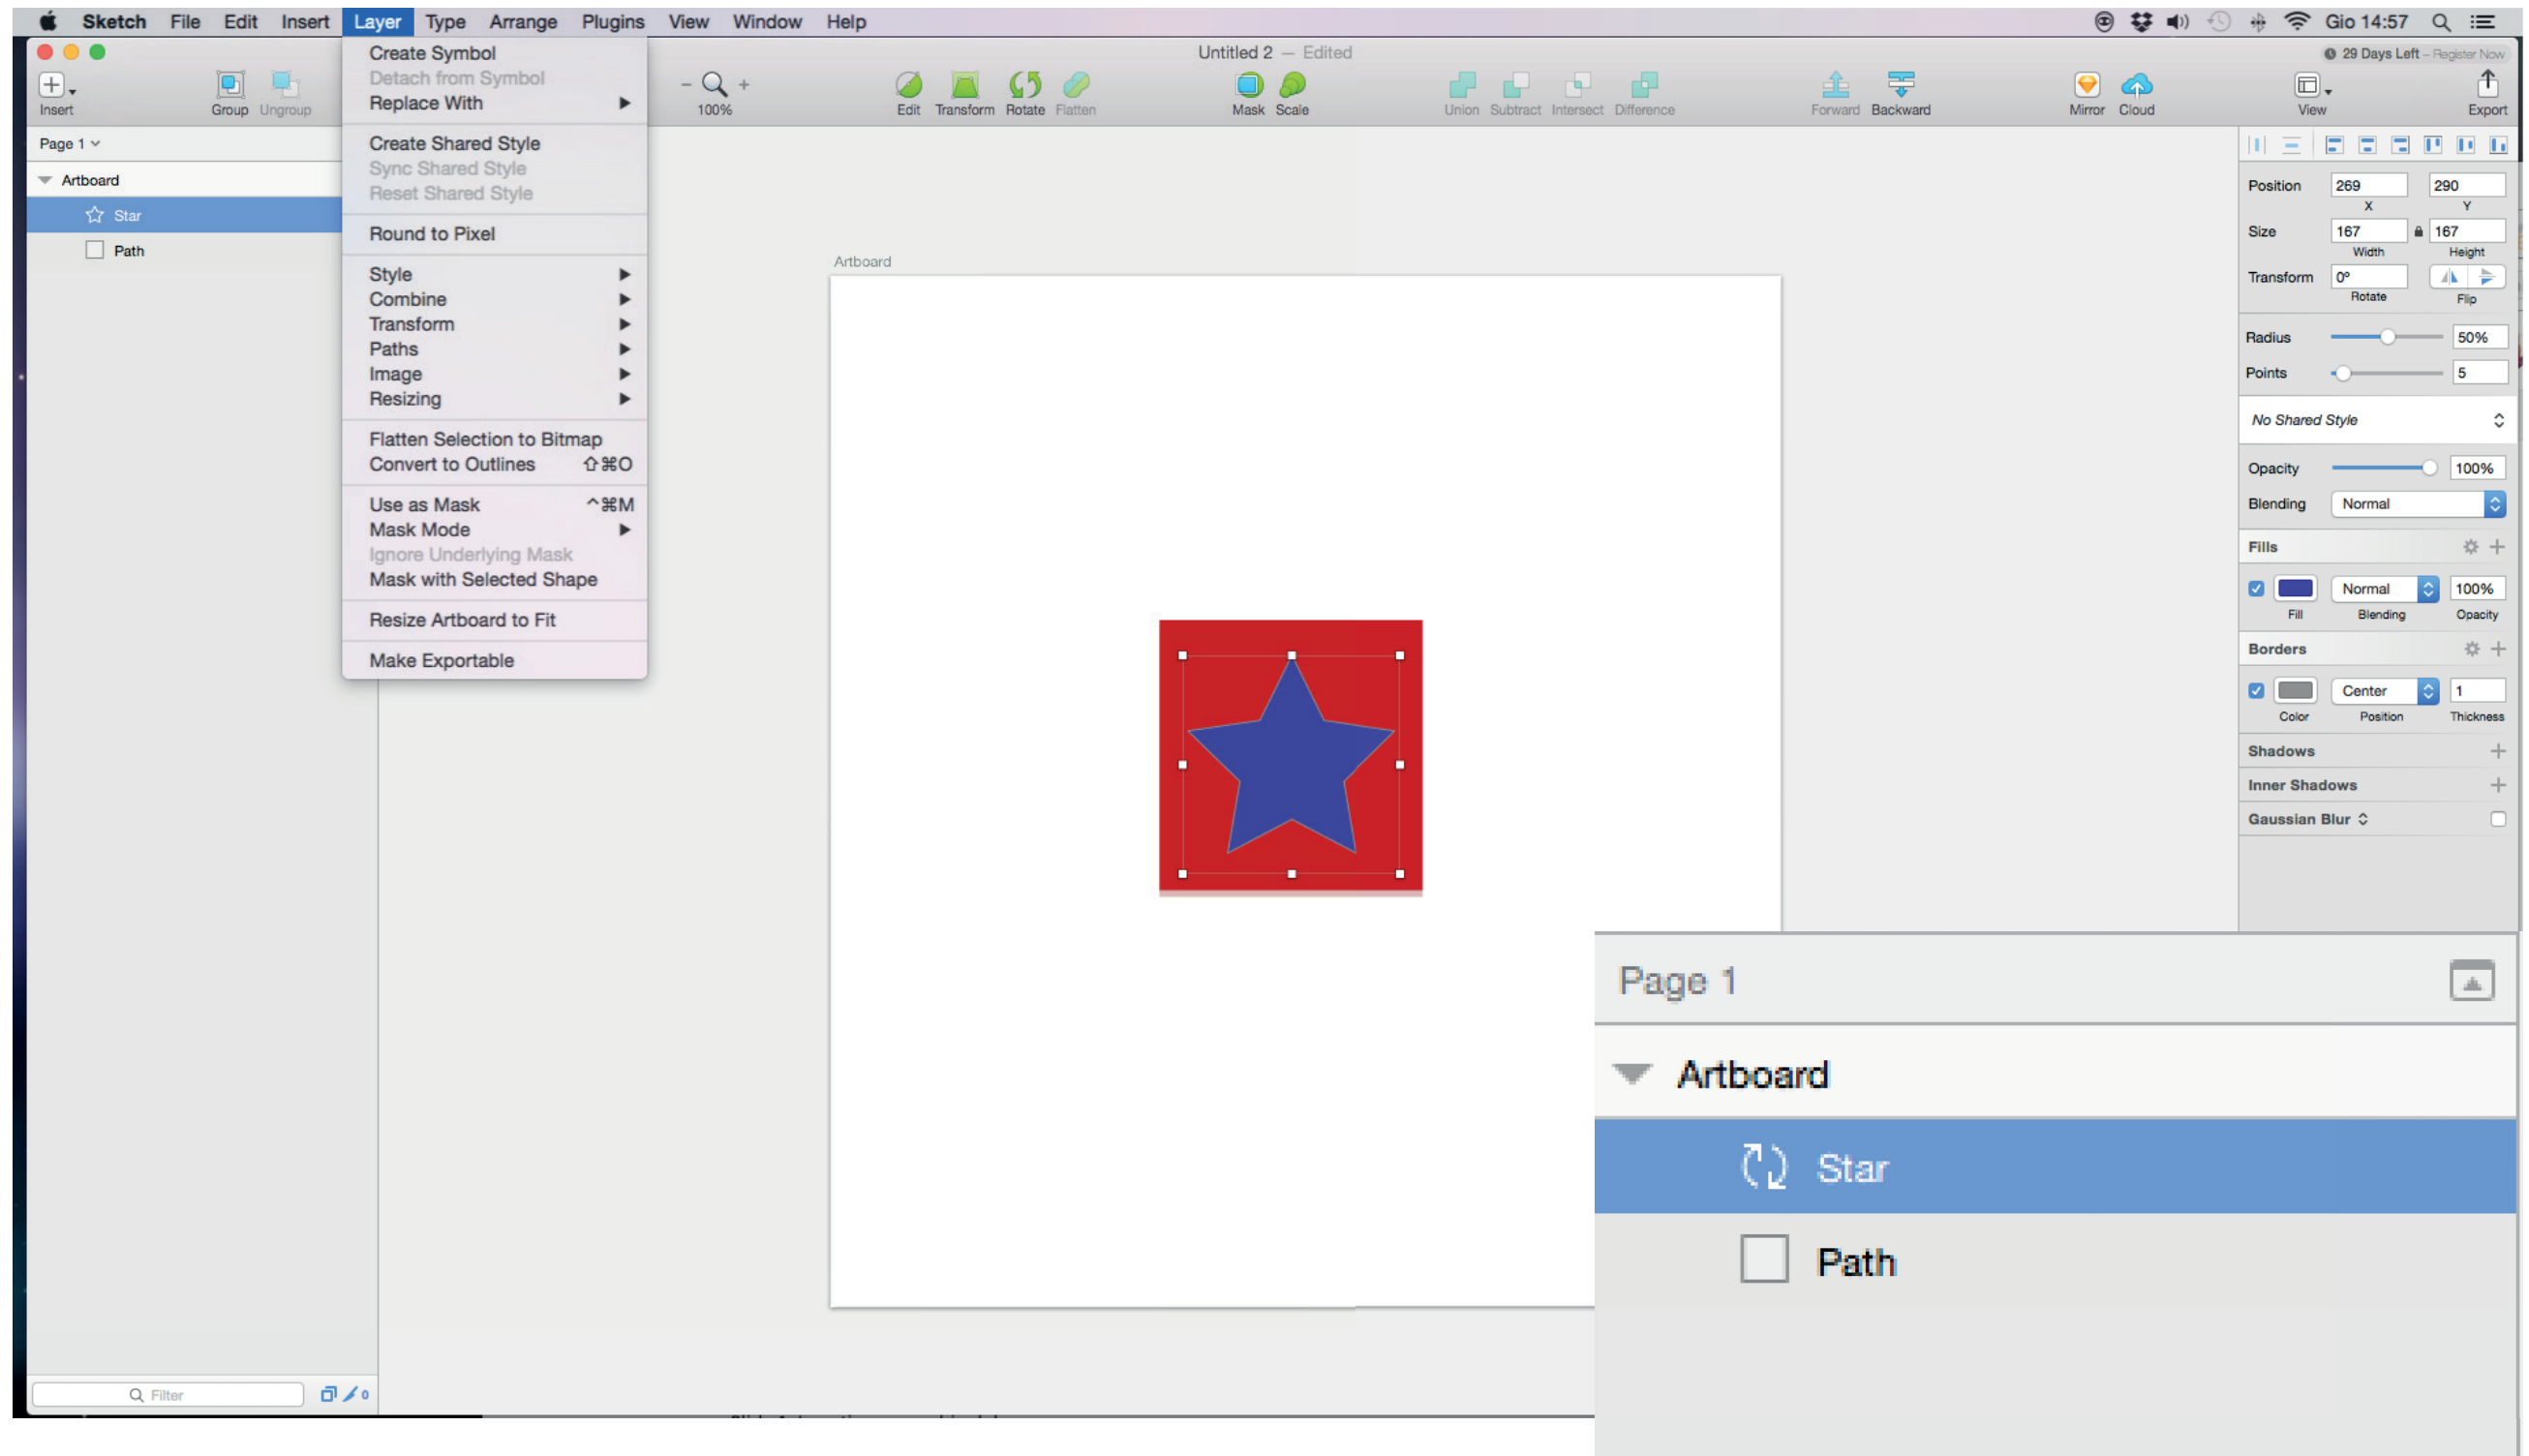 Sketch File Edit Insert Layer Type Arrange Plugins View Window Help Gio 14:57
Untitled 2 — Edited
29 Days Left – Register Now
Insert Group Ungroup 100% Edit Transform Rotate Flatten Mask Scale Union Subtract Intersect Difference Forward Backward Mirror Cloud View Export
Page 1
Artboard
Star
Path
Filter
0
Create Symbol
Detach from Symbol
Replace With
Create Shared Style
Sync Shared Style
Reset Shared Style
Round to Pixel
Style
Combine
Transform
Paths
Image
Resizing
Flatten Selection to Bitmap
Convert to Outlines ⇧⌘O
Use as Mask ^⌘M
Mask Mode
Ignore Underlying Mask
Mask with Selected Shape
Resize Artboard to Fit
Make Exportable
Artboard
Position 269 290
X Y
Size 167 167
Width Height
Transform 0°
Rotate Flip
Radius 50%
Points 5
No Shared Style
Opacity 100%
Blending Normal
Fills
Normal 100%
Fill Blending Opacity
Borders
Center 1
Color Position Thickness
Shadows
Inner Shadows
Gaussian Blur
Page 1
Artboard
Star
Path